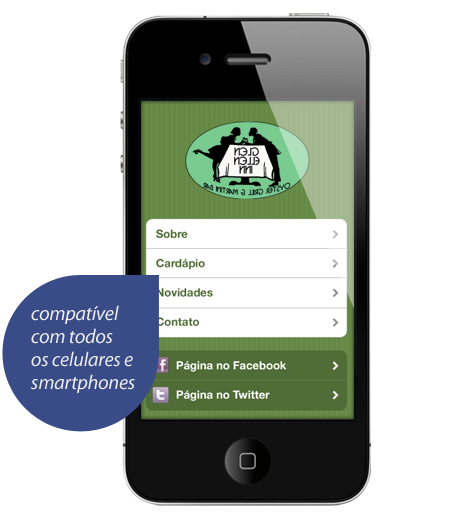 GLEN
ELLEN
INN
OYSTER GRILL & MARTINI BAR
Sobre
Cardápio
Novidades
Contato
f Página no Facebook
t Página no Twitter
compatível
com todos
os celulares e
smartphones